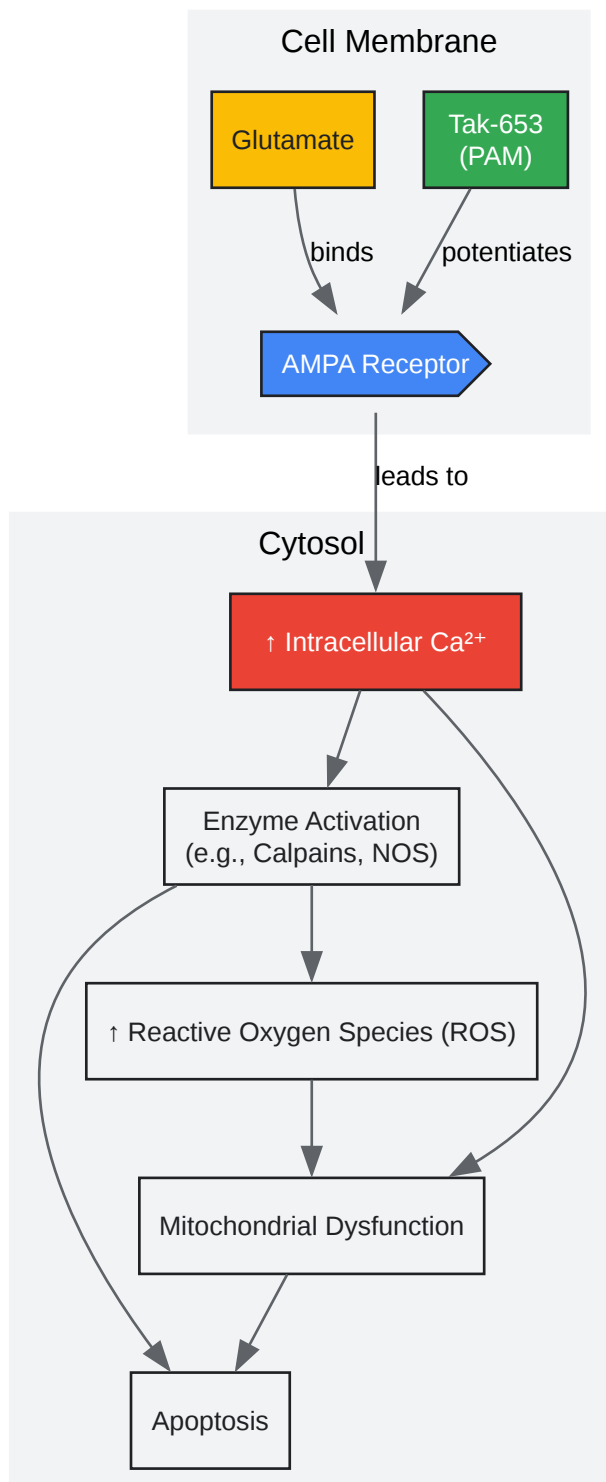 Cell Membrane
Glutamate
Tak-653
(PAM)
binds
potentiates
AMPA Receptor
leads to
Cytosol
↑ Intracellular Ca²⁺
Enzyme Activation
(e.g., Calpains, NOS)
↑ Reactive Oxygen Species (ROS)
Mitochondrial Dysfunction
Apoptosis